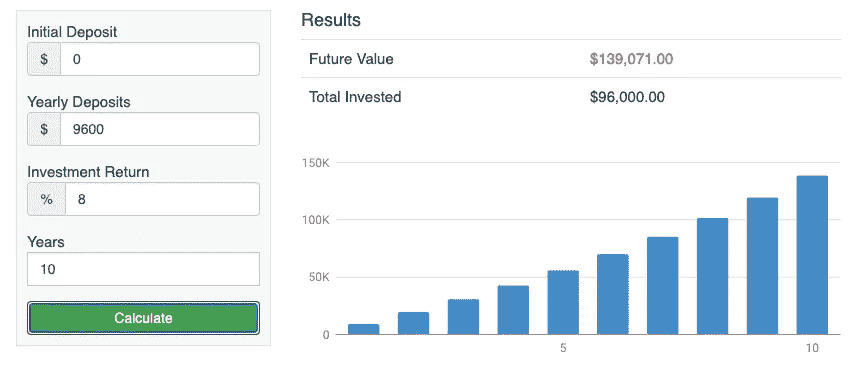 Initial Deposit
$ 0
Yearly Deposits
$ 9600
Investment Return
% 8
Years
10
Calculate
Results
Future Value $139,071.00
Total Invested $96,000.00
150K
100K
50K
0
5 10